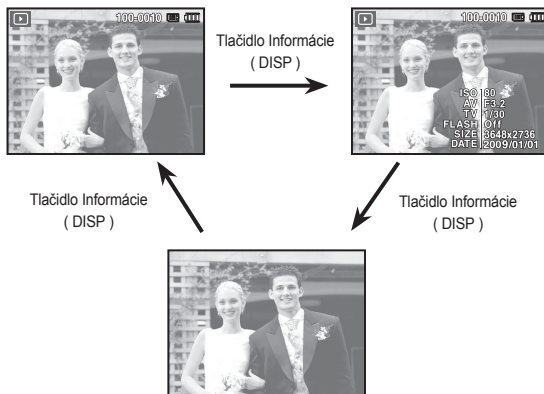 100-0010
Tlačidlo Informácie
( DISP )
100-0010
ISO 80
AV F3.2
TV 1/30
FLASH Off
SIZE 3648x2736
DATE 2009/01/01
Tlačidlo Informácie
( DISP )
Tlačidlo Informácie
( DISP )